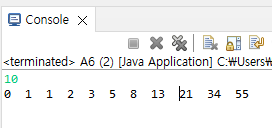 Console
<terminated> A6 (2) [Java Application] C:₩Users₩
10
0 1 1 2 3 5 8 13 21 34 55